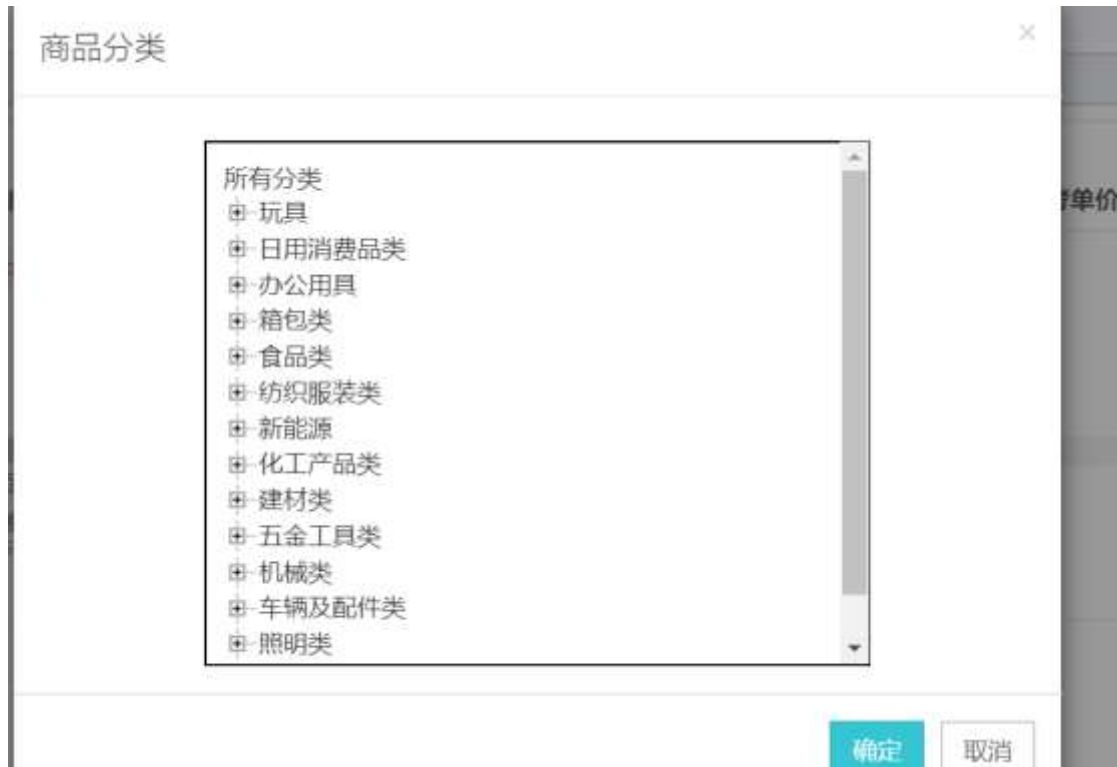 商品分类
所有分类
玩具
日用消费品类
办公用具
箱包类
食品类
纺织服装类
新能源
化工产品类
建材类
五金工具类
机械类
车辆及配件类
照明类
单价
确定
取消